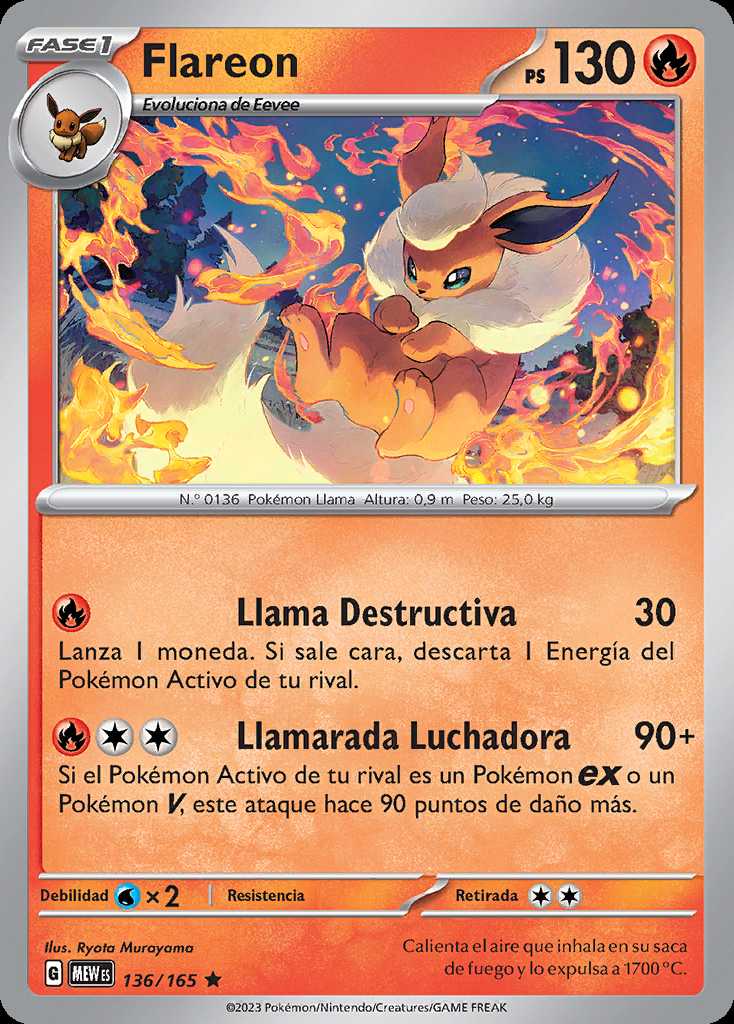 FASE 1
Flareon
PS 130
Evoluciona de Eevee
N.º 0136 Pokémon Llama Altura: 0,9 m Peso: 25,0 kg
Llama Destructiva 30
Lanza 1 moneda. Si sale cara, descarta 1 Energía del
Pokémon Activo de tu rival.
Llamarada Luchadora 90+
Si el Pokémon Activo de tu rival es un Pokémon ex o un
Pokémon V, este ataque hace 90 puntos de daño más.
Debilidad ×2 Resistencia Retirada
Ilus. Ryota Murayama
Calienta el aire que inhala en su saca
de fuego y lo expulsa a 1700 ºC.
G MEW ES 136/165 ★
©2023 Pokémon/Nintendo/Creatures/GAME FREAK